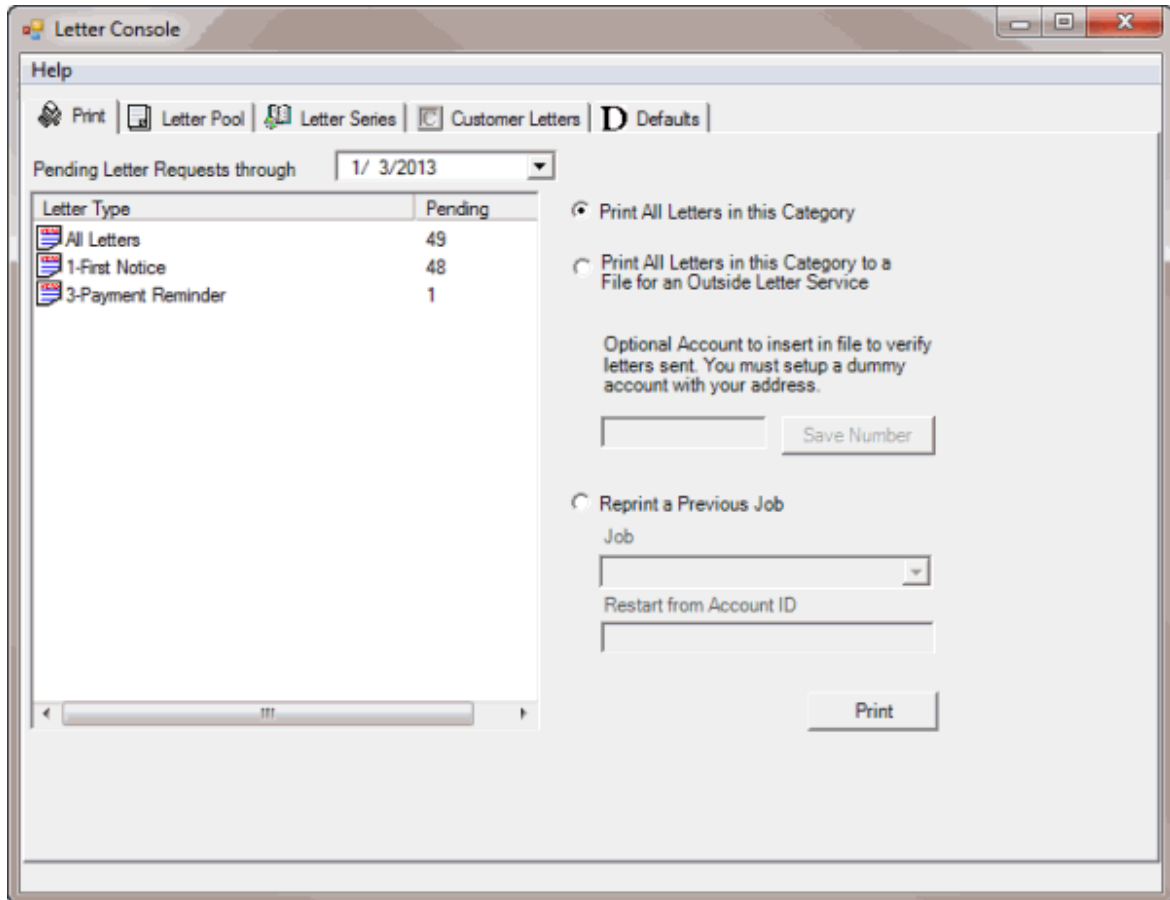 Letter Console
Help
Print Letter Pool Letter Series C Customer Letters D Defaults
Pending Letter Requests through 1/ 3/2013
Letter Type Pending
All Letters 49
1-First Notice 48
3-Payment Reminder 1
Print All Letters in this Category
Print All Letters in this Category to a
File for an Outside Letter Service
Optional Account to insert in file to verify
letters sent. You must setup a dummy
account with your address.
Save Number
Reprint a Previous Job
Job
Restart from Account ID
Print